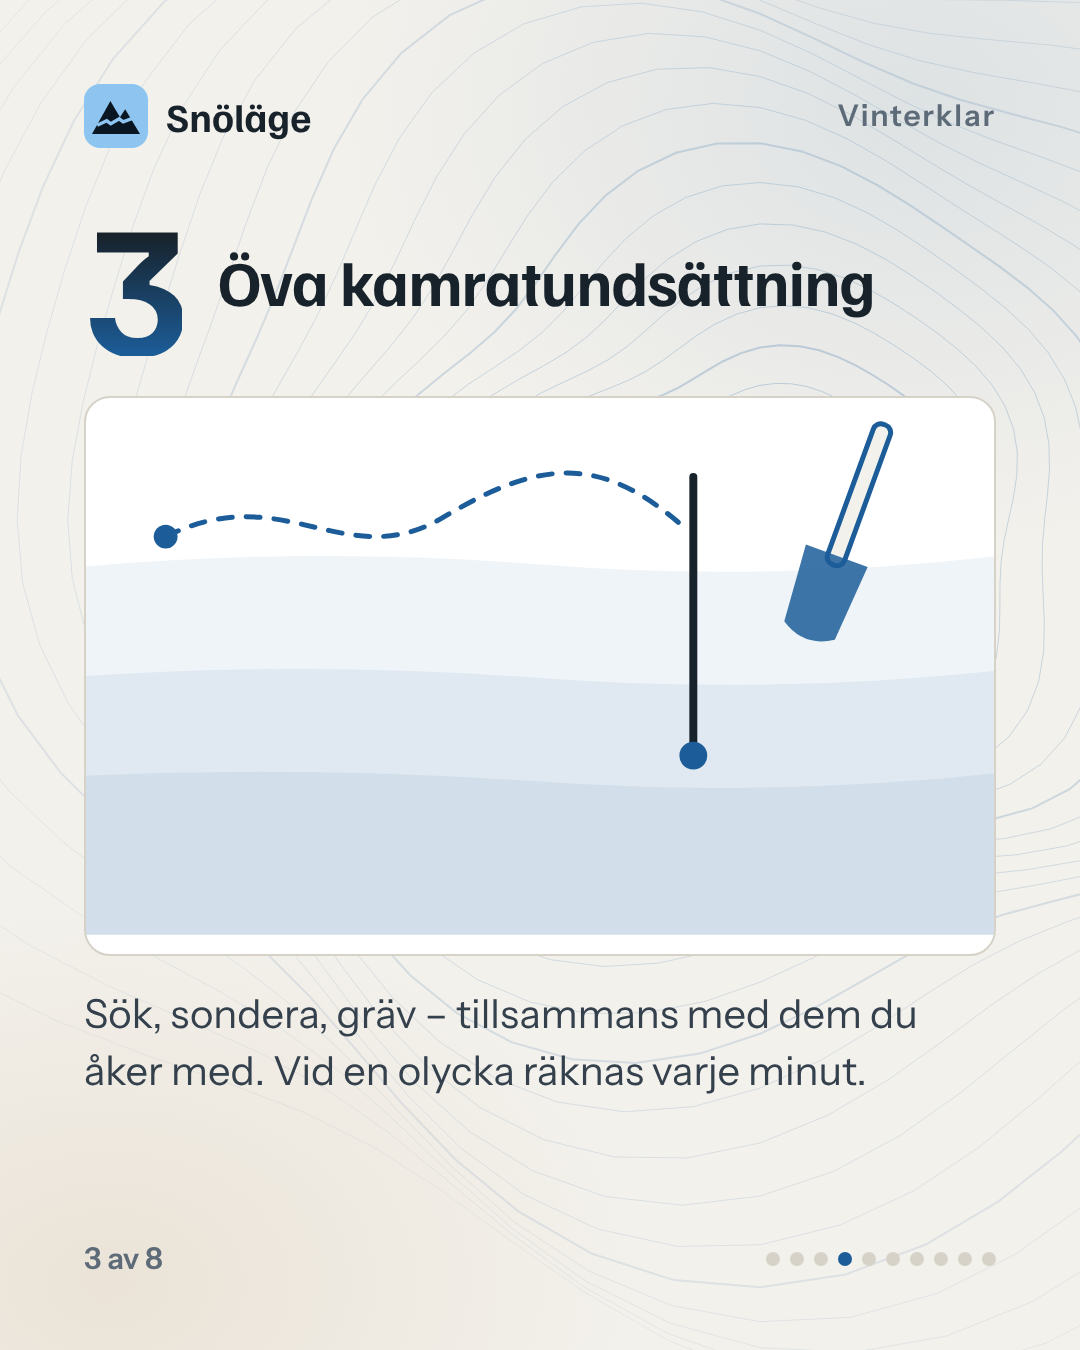 Snöläge
Vinterklar
3
Öva kamratundsättning
Sök, sondera, gräv – tillsammans med dem du
åker med. Vid en olycka räknas varje minut.
3 av 8